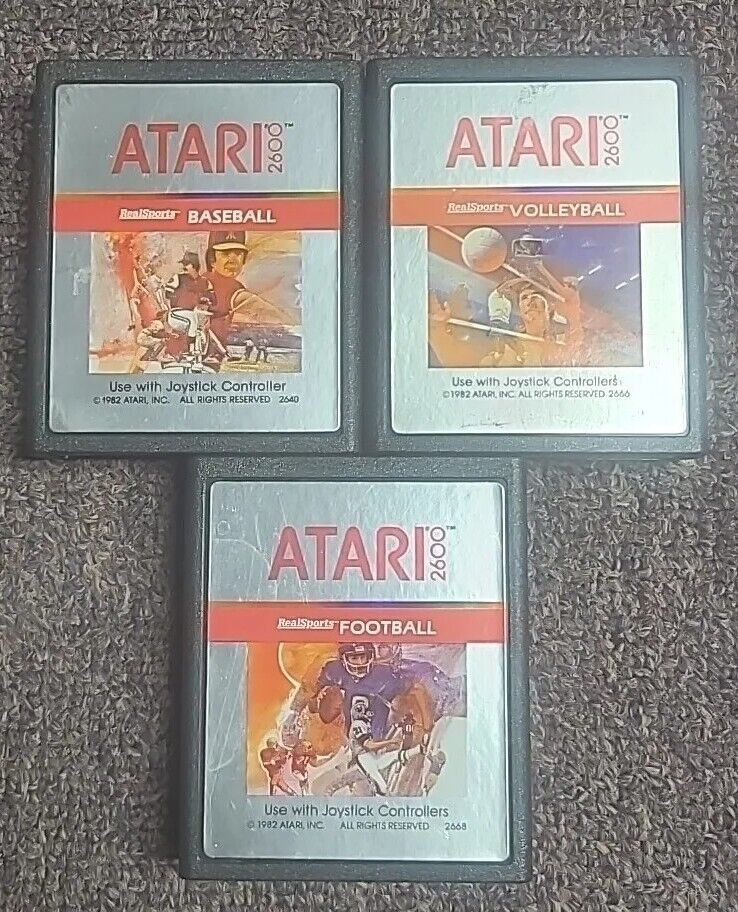 ATARI® 2600™
RealSports™ BASEBALL
Use with Joystick Controller
© 1982 ATARI, INC. ALL RIGHTS RESERVED 2640
ATARI® 2600™
RealSports™ VOLLEYBALL
Use with Joystick Controllers
© 1982 ATARI, INC. ALL RIGHTS RESERVED 2666
ATARI® 2600™
RealSports™ FOOTBALL
Use with Joystick Controllers
© 1982 ATARI, INC. ALL RIGHTS RESERVED 2668